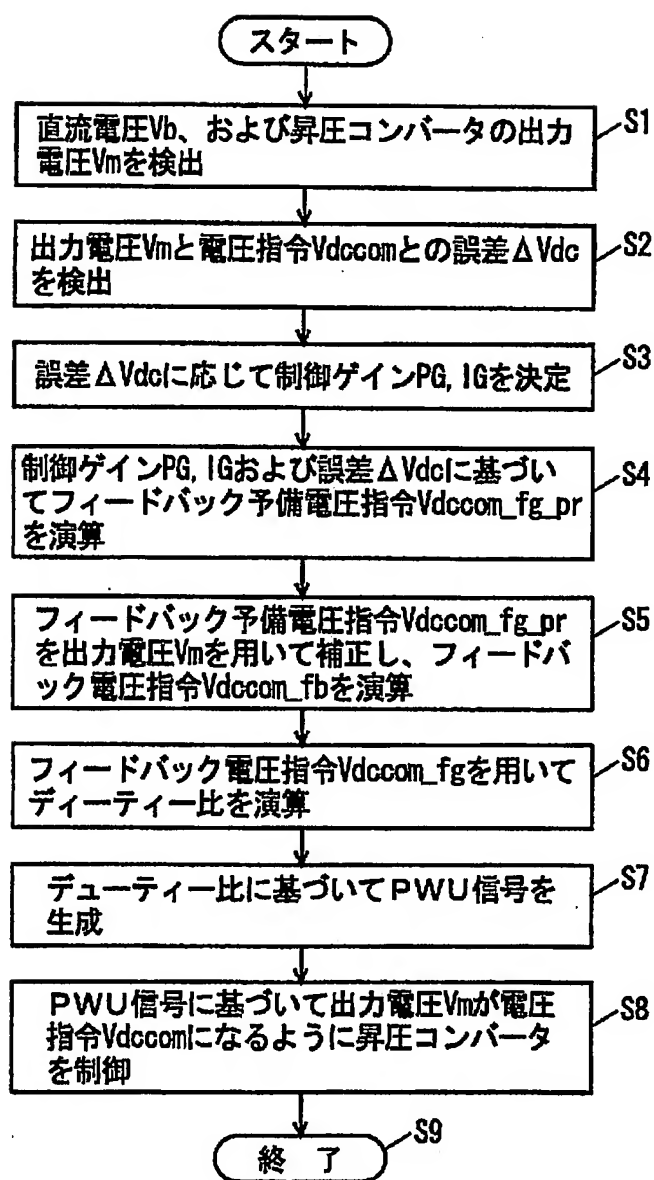 スタート
直流電圧Vb、および昇圧コンバータの出力
電圧Vmを検出
S1
出力電圧Vmと電圧指令Vdccomとの誤差ΔVdc
を検出
S2
誤差ΔVdcに応じて制御ゲインPG, IGを決定
S3
制御ゲインPG, IGおよび誤差ΔVdcに基づい
てフィードバック予備電圧指令Vdccom_fg_pr
を演算
S4
フィードバック予備電圧指令Vdccom_fg_pr
を出力電圧Vmを用いて補正し、フィードバ
ック電圧指令Vdccom_fbを演算
S5
フィードバック電圧指令Vdccom_fgを用いて
ディーティー比を演算
S6
デューティー比に基づいてPWU信号を
生成
S7
PWU信号に基づいて出力電圧Vmが電圧
指令Vdccomになるように昇圧コンバータ
を制御
S8
終 了
S9